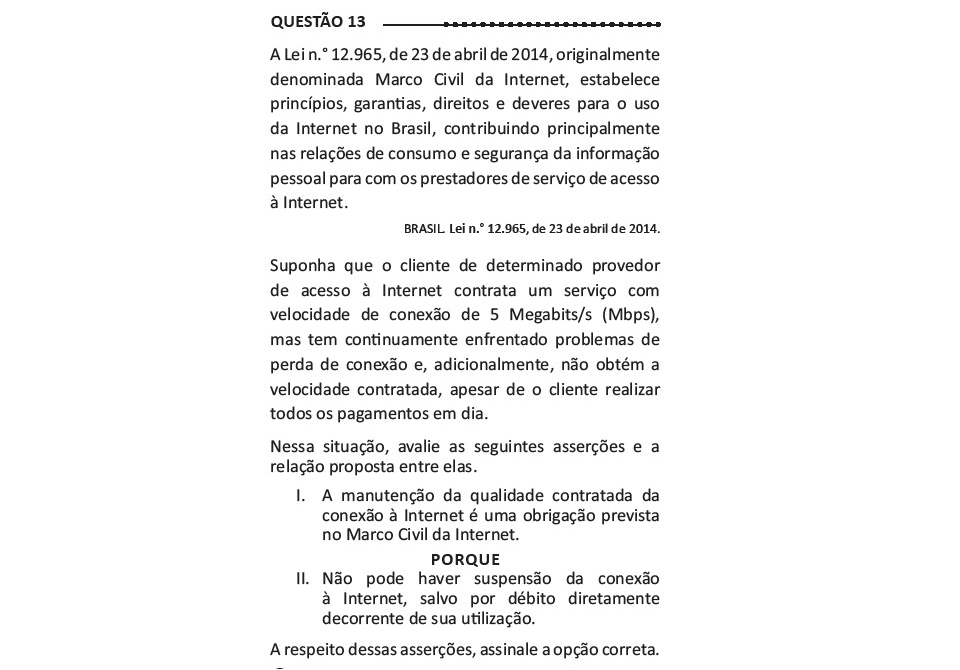 QUESTÃO 13
A Lei n.° 12.965, de 23 de abril de 2014, originalmente
denominada Marco Civil da Internet, estabelece
princípios, garantias, direitos e deveres para o uso
da Internet no Brasil, contribuindo principalmente
nas relações de consumo e segurança da informação
pessoal para com os prestadores de serviço de acesso
à Internet.
BRASIL. Lei n.° 12.965, de 23 de abril de 2014.
Suponha que o cliente de determinado provedor
de acesso à Internet contrata um serviço com
velocidade de conexão de 5 Megabits/s (Mbps),
mas tem continuamente enfrentado problemas de
perda de conexão e, adicionalmente, não obtém a
velocidade contratada, apesar de o cliente realizar
todos os pagamentos em dia.
Nessa situação, avalie as seguintes asserções e a
relação proposta entre elas.
I. A manutenção da qualidade contratada da
conexão à Internet é uma obrigação prevista
no Marco Civil da Internet.
PORQUE
II. Não pode haver suspensão da conexão
à Internet, salvo por débito diretamente
decorrente de sua utilização.
A respeito dessas asserções, assinale a opção correta.